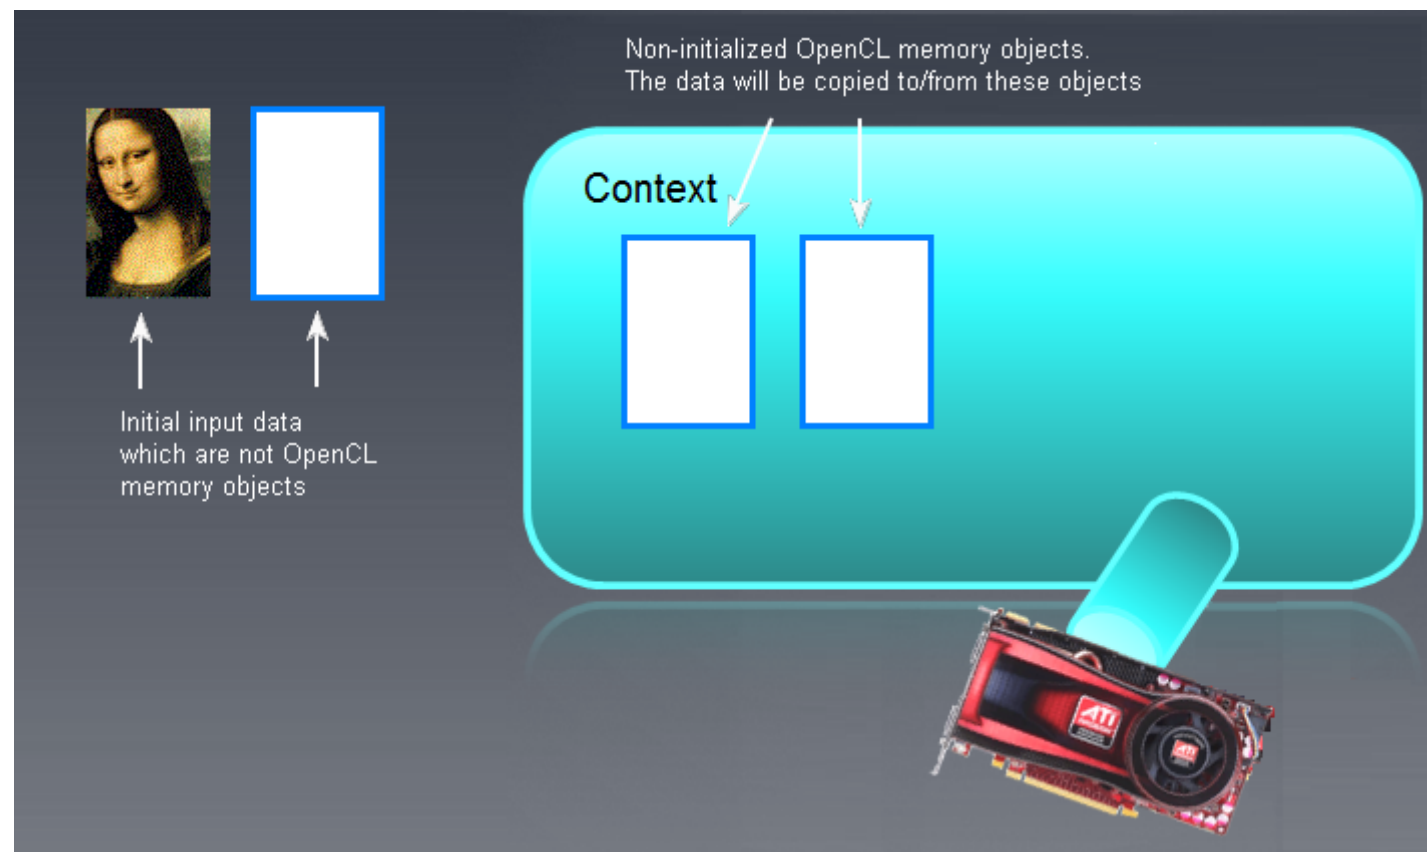 Non-initialized OpenCL memory objects.
The data will be copied to/from these objects
Context
Initial input data
which are not OpenCL
memory objects
ATI
ATI